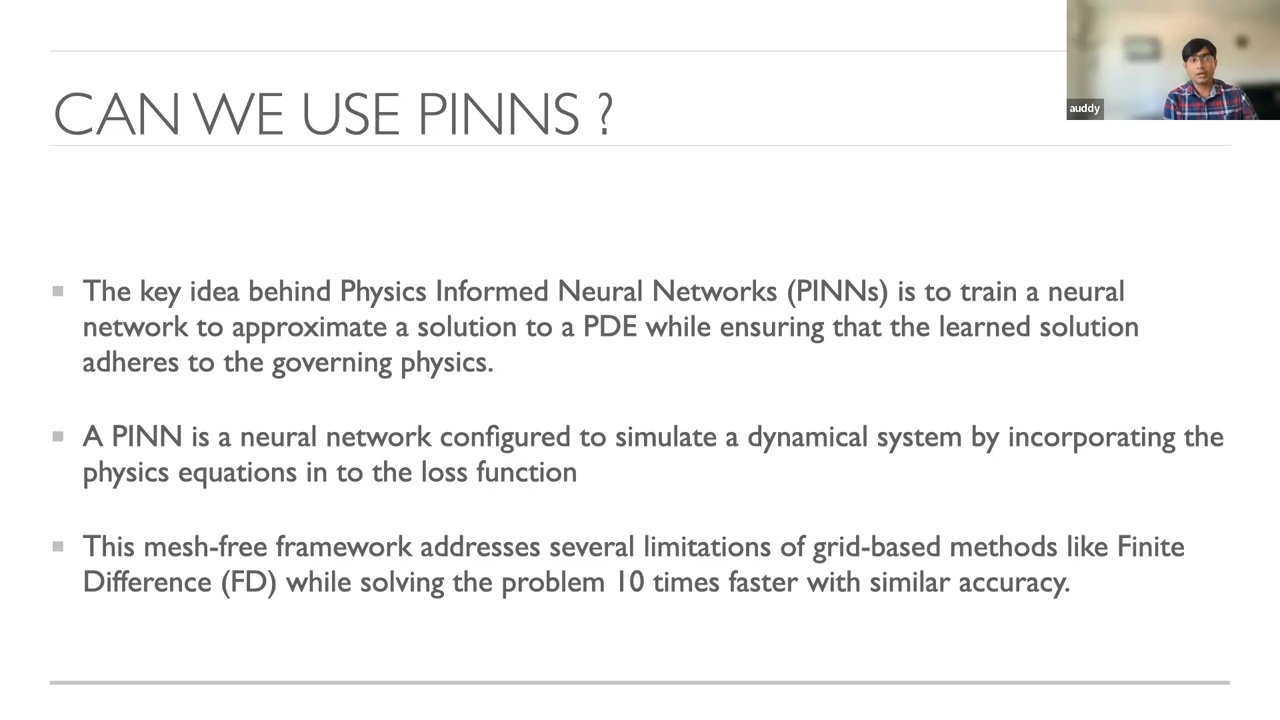 CAN WE USE PINNS ?
auddy
▪ The key idea behind Physics Informed Neural Networks (PINNs) is to train a neural
network to approximate a solution to a PDE while ensuring that the learned solution
adheres to the governing physics.
▪ A PINN is a neural network configured to simulate a dynamical system by incorporating the
physics equations in to the loss function
▪ This mesh-free framework addresses several limitations of grid-based methods like Finite
Difference (FD) while solving the problem 10 times faster with similar accuracy.